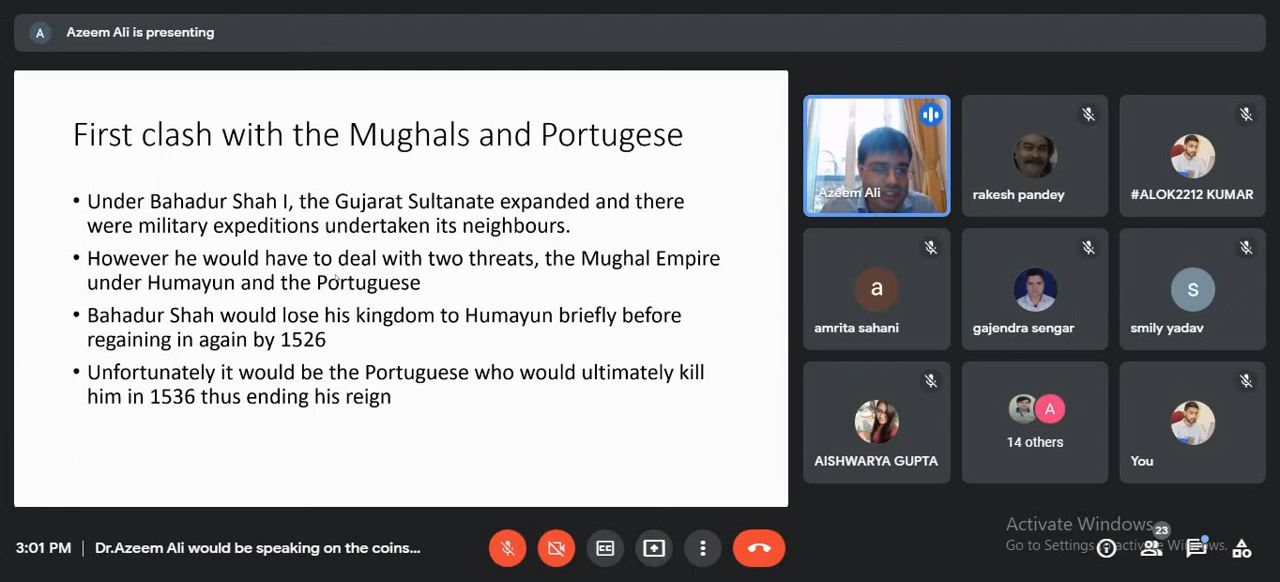 A
Azeem Ali is presenting
First clash with the Mughals and Portugese
• Under Bahadur Shah I, the Gujarat Sultanate expanded and there
were military expeditions undertaken its neighbours.
• However he would have to deal with two threats, the Mughal Empire
under Humayun and the Portuguese
• Bahadur Shah would lose his kingdom to Humayun briefly before
regaining in again by 1526
• Unfortunately it would be the Portuguese who would ultimately kill
him in 1536 thus ending his reign
Azeem Ali
rakesh pandey
#ALOK2212 KUMAR
a
amrita sahani
gajendra sengar
s
smily yadav
AISHWARYA GUPTA
A
14 others
You
Activate Windows
Go to Settings to activate Windows.
3:01 PM
Dr.Azeem Ali would be speaking on the coins...
CC
23